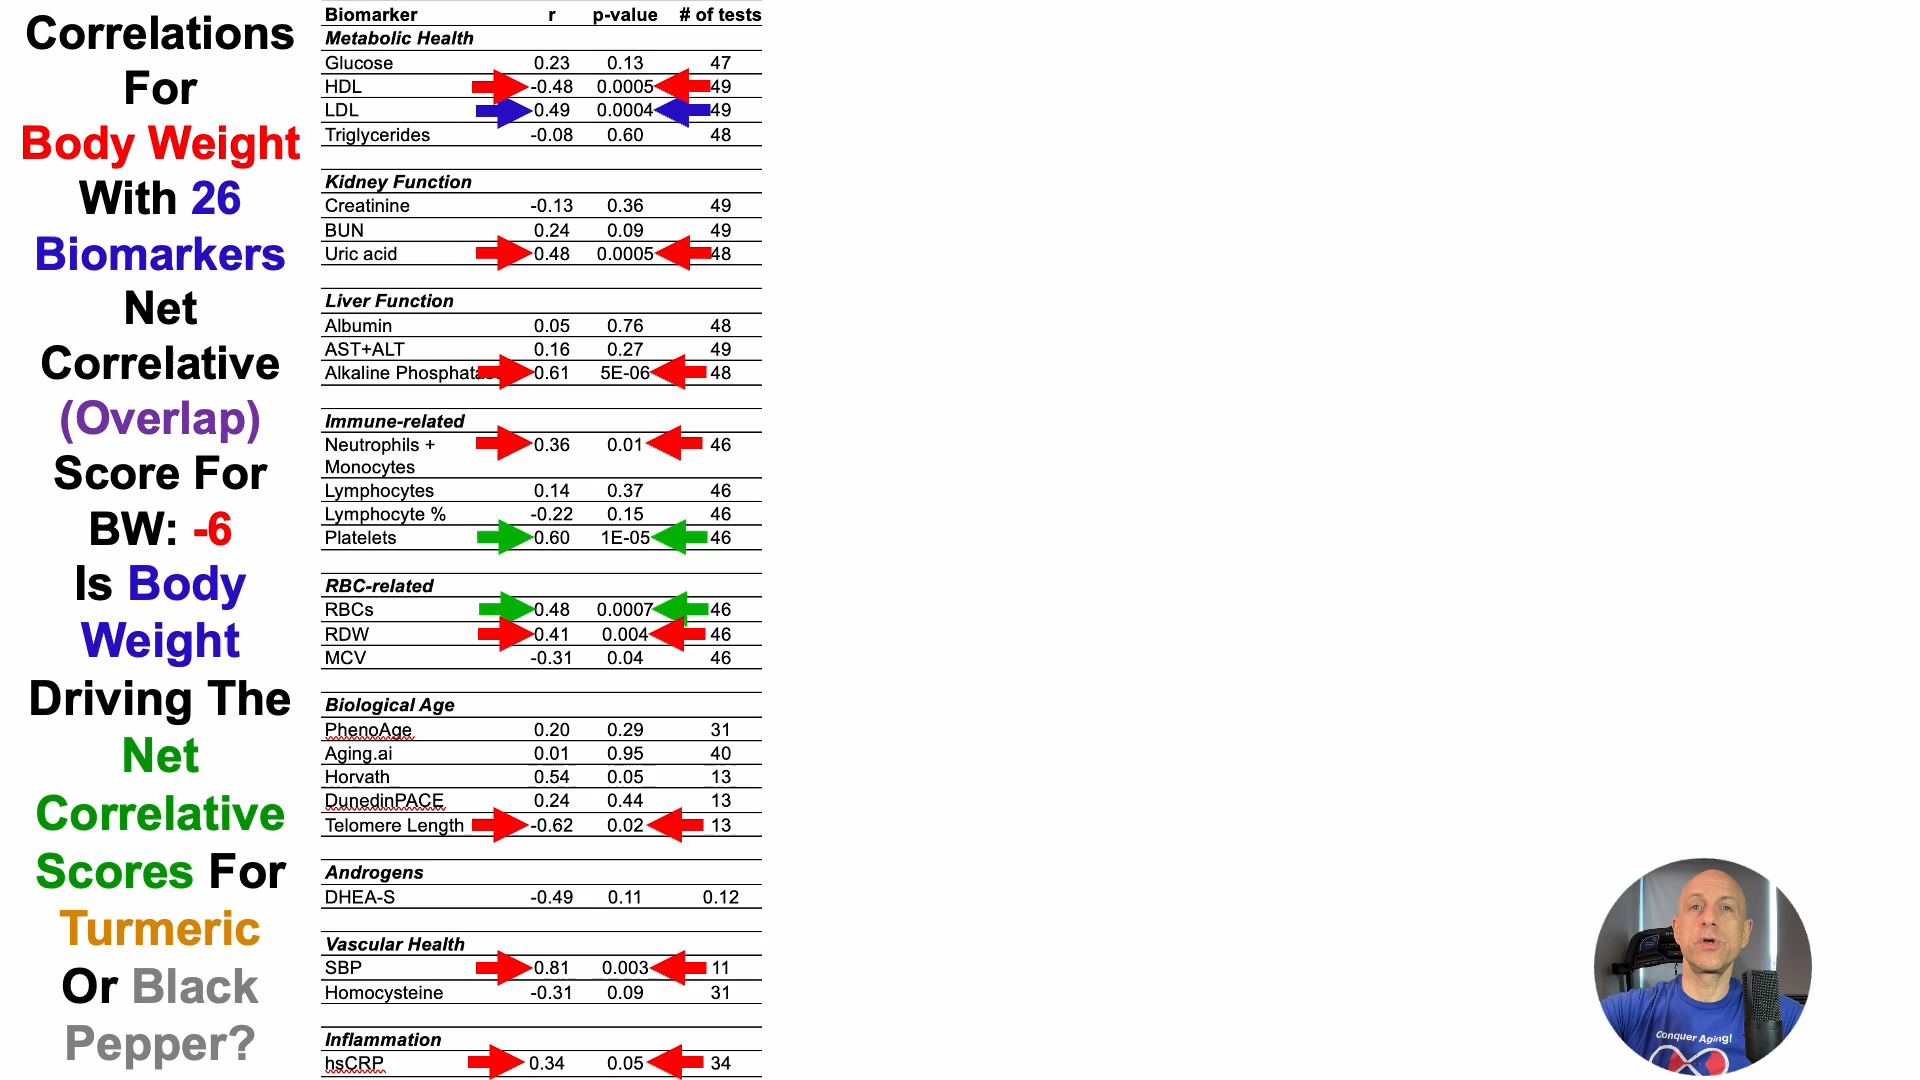 Correlations
For
Body Weight
With 26
Biomarkers
Net
Correlative
(Overlap)
Score For
BW: -6
Is Body
Weight
Driving The
Net
Correlative
Scores For
Turmeric
Or Black
Pepper?
Biomarker r p-value # of tests
Metabolic Health
Glucose 0.23 0.13 47
HDL -0.48 0.0005 49
LDL 0.49 0.0004 49
Triglycerides -0.08 0.60 48
Kidney Function
Creatinine -0.13 0.36 49
BUN 0.24 0.09 49
Uric acid 0.48 0.0005 48
Liver Function
Albumin 0.05 0.76 48
AST+ALT 0.16 0.27 49
Alkaline 0.61 5E-06 48
Immune-related
Neutrophils + 0.36 0.01 46
Monocytes
Lymphocytes 0.14 0.37 46
Lymphocyte % -0.22 0.15 46
Platelets 0.60 1E-05 46
RBC-related
RBCs 0.48 0.0007 46
RDW 0.41 0.004 46
MCV -0.31 0.04 46
Biological Age
PhenoAge 0.20 0.29 31
Aging.ai 0.01 0.95 40
Horvath 0.54 0.05 13
DunedinPACE 0.24 0.44 13
Telomere Length -0.62 0.02 13
Androgens
DHEA-S -0.49 0.11 0.12
Vascular Health
SBP 0.81 0.003 11
Homocysteine -0.31 0.09 31
Inflammation
hsCRP 0.34 0.05 34
Conquer Aging!